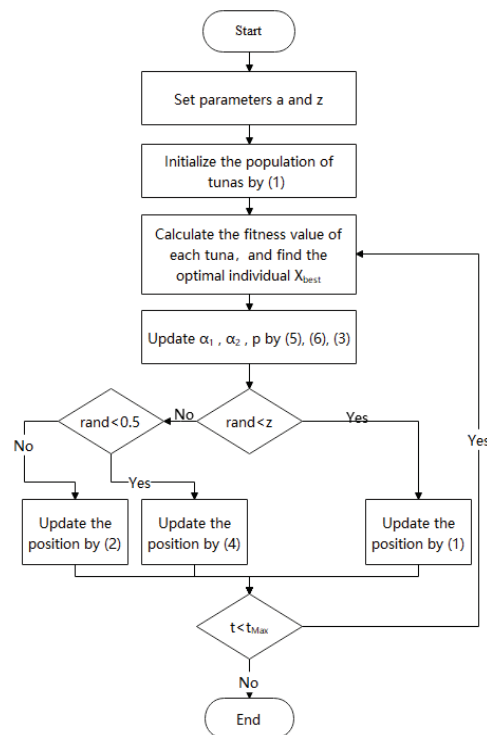 Start
Set parameters a and z
Initialize the population of
tunas by (1)
Calculate the fitness value of
each tuna, and find the
optimal individual Xbest
Update α1 , α2 , p by (5), (6), (3)
rand<0.5
No
rand<z
Yes
Yes
No
Yes
Update the
position by (2)
Update the
position by (4)
Update the
position by (1)
t<tMax
No
End